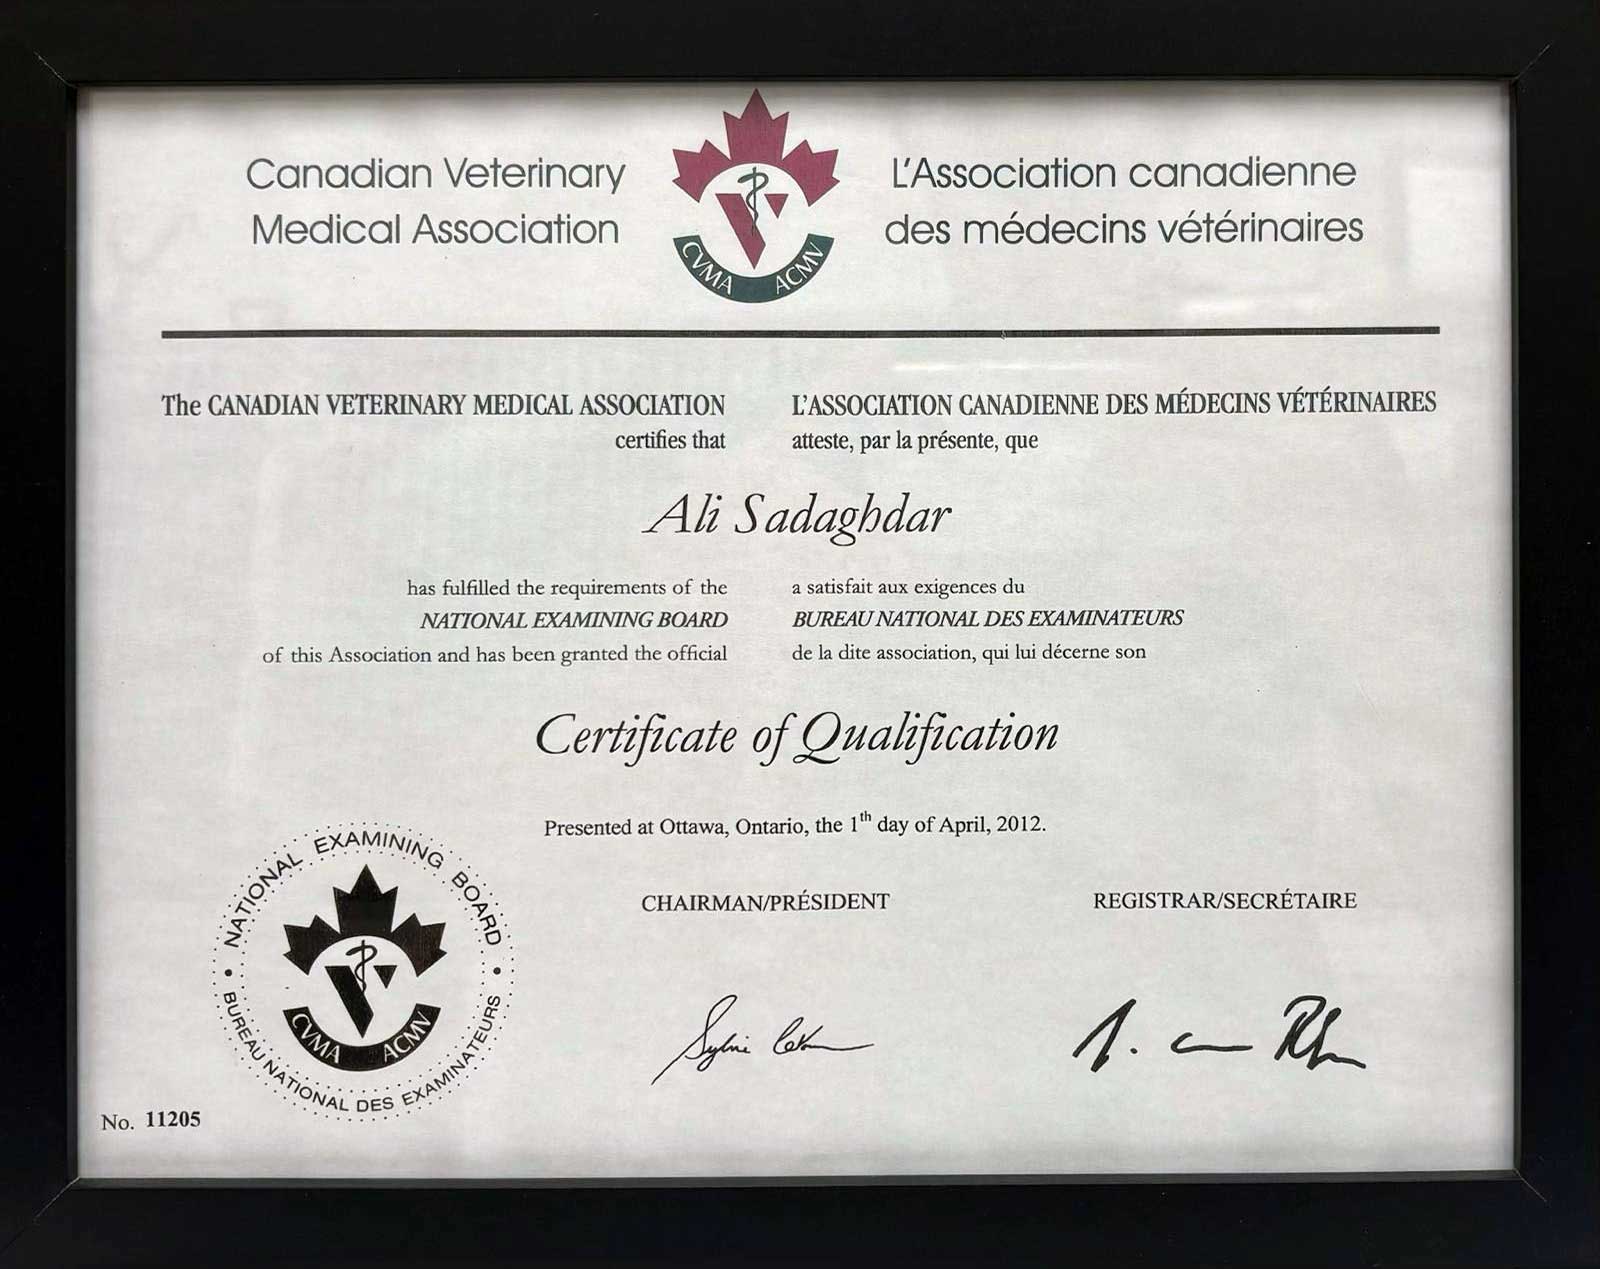 Canadian Veterinary
Medical Association
CVMA ACMV
L'Association canadienne
des médecins vétérinaires
The CANADIAN VETERINARY MEDICAL ASSOCIATION
certifies that
L'ASSOCIATION CANADIENNE DES MÉDECINS VÉTÉRINAIRES
atteste, par la présente, que
Ali Sadaghdar
has fulfilled the requirements of the
NATIONAL EXAMINING BOARD
of this Association and has been granted the official
a satisfait aux exigences du
BUREAU NATIONAL DES EXAMINATEURS
de la dite association, qui lui décerne son
Certificate of Qualification
Presented at Ottawa, Ontario, the 1th day of April, 2012.
CHAIRMAN/PRÉSIDENT
REGISTRAR/SECRÉTAIRE
NATIONAL EXAMINING BOARD
CVMA ACMV
BUREAU NATIONAL DES EXAMINATEURS
Sylvie
No. 11205